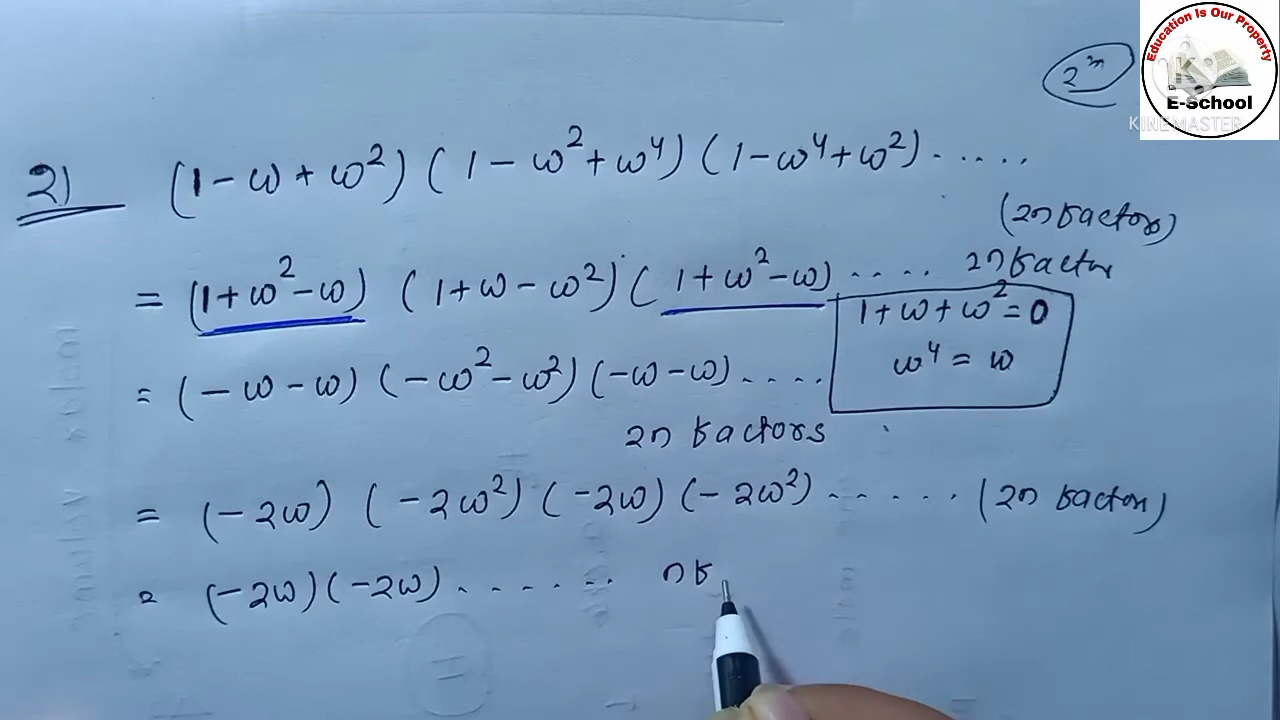 Education Is Our Property
K
E-School
KINEMASTER
2ⁿ
2) (1-ω+ω²) (1-ω²+ω⁴) (1-ω⁴+ω²).....
(2n factors)
= (1+ω²-ω) (1+ω-ω²) (1+ω²-ω).... 2n factor
1+ω+ω²=0
ω⁴ = ω
= (-ω-ω) (-ω²-ω²) (-ω-ω)....
2n factors
= (-2ω) (-2ω²) (-2ω) (-2ω²)...... (2n factor)
= (-2ω) (-2ω)....... nf